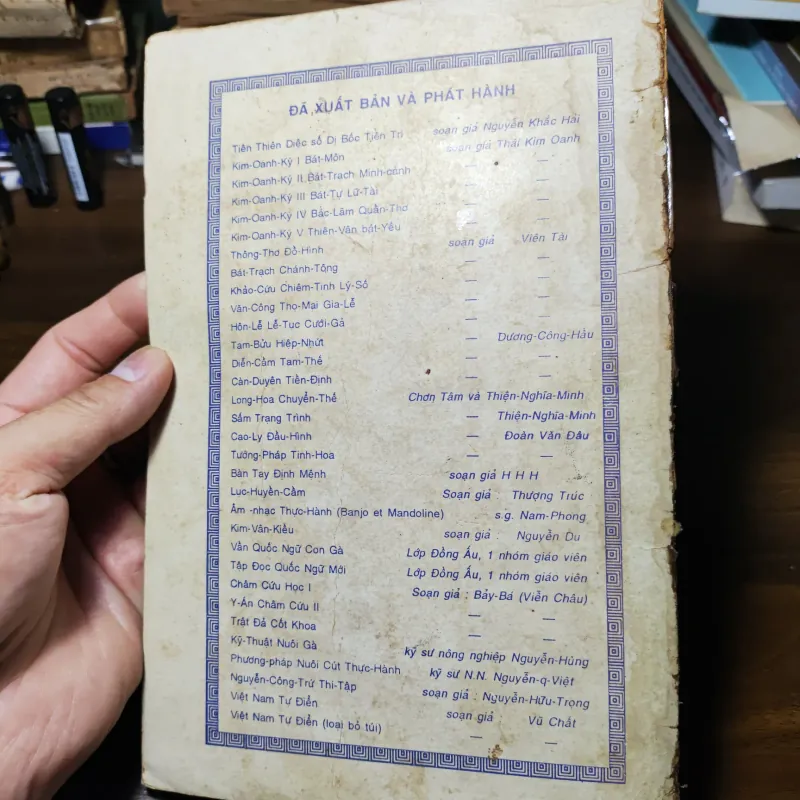 ĐÃ XUẤT BẢN VÀ PHÁT HÀNH
Tiên Thiên Diệc số Dị Bốc Tiền Tri soạn giả Nguyễn Khắc Hải
Kim-Oanh-Ký I Bát-Môn soạn giả Thái Kim Oanh
Kim-Oanh-Ký II Bát-Trạch Minh-cảnh — —
Kim-Oanh-Ký III Bát-Tự Lữ-Tài — —
Kim-Oanh-Ký IV Bắc-Lâm Quần-Thơ — —
Kim-Oanh-Ký V Thiên-Văn bát-Yêu — —
Thông-Thơ Đồ-Hình soạn giả Viên Tài
Bát-Trạch Chánh-Tông — —
Khảo-Cứu Chiêm-Tinh Lý-Số — —
Văn-Công Thọ-Mai Gia-Lễ — —
Hôn-Lễ Lễ-Tục Cưới-Gả — —
Tam-Bửu Hiệp-Nhứt — Dương-Công-Hầu
Diễn-Cầm Tam-Thế — —
Càn-Duyên Tiền-Định — —
Long-Hoa Chuyển-Thế Chơn Tâm và Thiện-Nghĩa-Minh
Sấm Trạng Trình — Thiện-Nghĩa-Minh
Cao-Ly Đầu-Hình — Đoàn Văn Đâu
Tướng-Pháp Tinh-Hoa — —
Bàn Tay Định Mệnh soạn giả H H H
Lục-Huyền-Cầm Soạn giả Thượng Trúc
Âm -nhạc Thực-Hành (Banjo et Mandoline) s.g. Nam-Phong
Kim-Vân-Kiều soạn giả Nguyễn Du
Vần Quốc Ngữ Con Gà Lớp Đồng Ấu, 1 nhóm giáo viên
Tập Đọc Quốc Ngữ Mới Lớp Đồng Ấu, 1 nhóm giáo viên
Châm Cứu Học I Soạn giả : Bảy-Bá (Viễn Châu)
Y-Án Châm Cứu II — —
Trật Đả Cốt Khoa — —
Kỹ-Thuật Nuôi Gà kỹ sư nông nghiệp Nguyễn-Hùng
Phương-pháp Nuôi Cút Thực-Hành kỹ sư N.N. Nguyễn-q-Việt
Nguyễn-Công-Trứ Thi-Tập soạn giả : Nguyễn-Hữu-Trọng
Việt Nam Tự Điển soạn giả Vũ Chất
Việt Nam Tự Điển (loại bỏ túi) — —